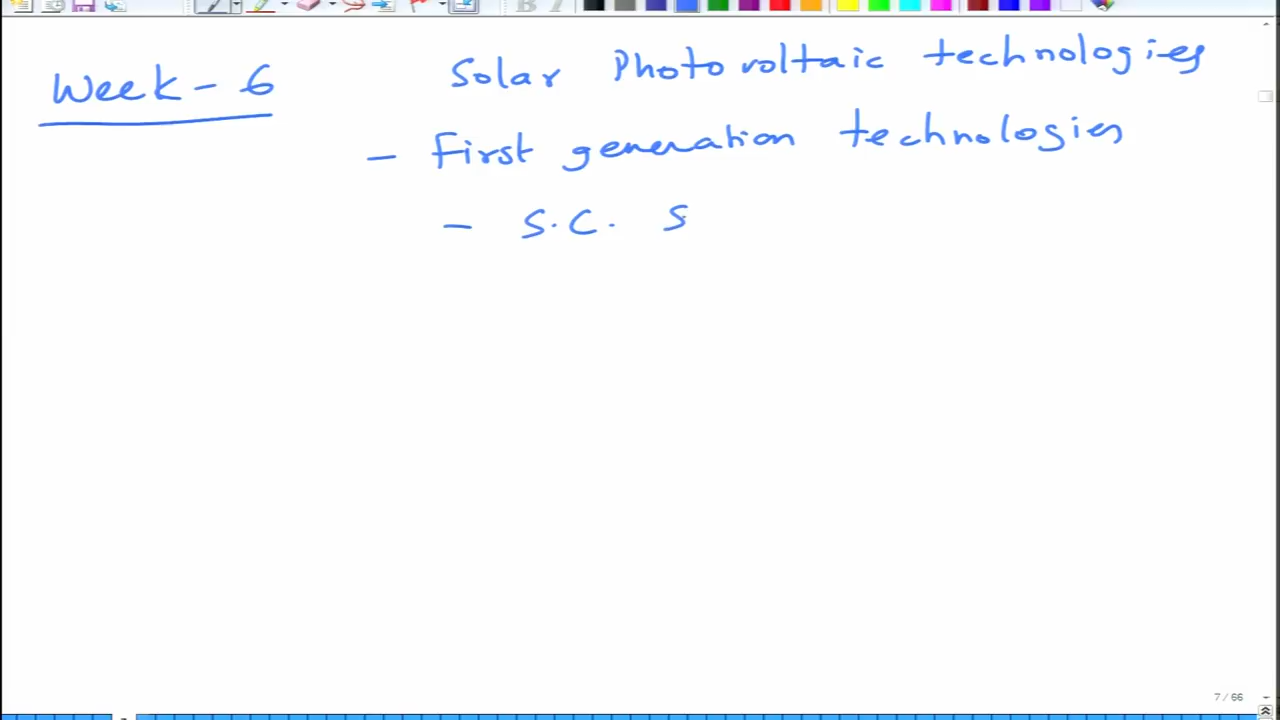 Week - 6
Solar Photovoltaic technologies
- First generation technologies
- S.C. S
7 / 66